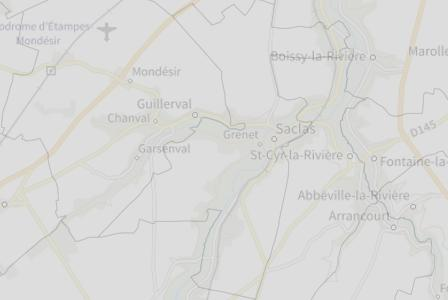 odrome d'Étampes
Mondésir
Boissy-la-Rivière
Marolle
Mondésir
Guillerval
Chanval
Grenet
Saclas
D145
Garsenval
St-Cyr-la-Rivière
Fontaine-la-
Abbéville-la-Rivière
Arrancourt